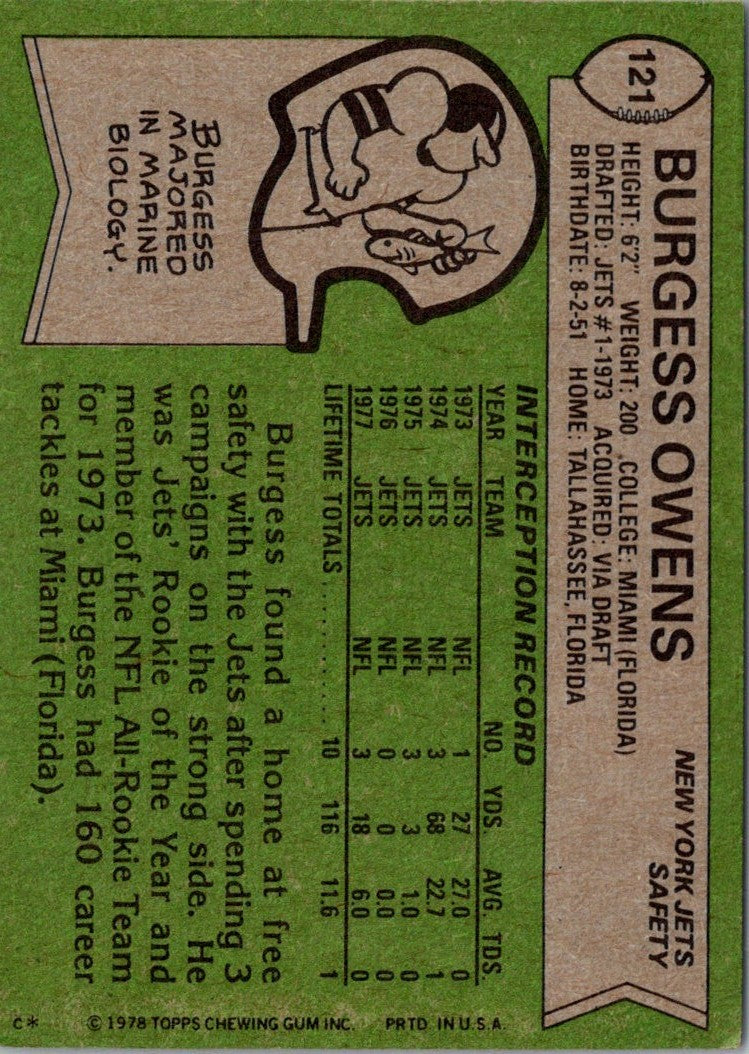 121
BURGESS OWENS
NEW YORK JETS
SAFETY
HEIGHT: 6'2" WEIGHT: 200 COLLEGE: MIAMI (FLORIDA)
DRAFTED: JETS #1-1973 ACQUIRED: VIA DRAFT
BIRTHDATE: 8-2-51 HOME: TALLAHASSEE, FLORIDA
BURGESS
MAJORED
IN MARINE
BIOLOGY.
INTERCEPTION RECORD
YEAR TEAM NO YDS AVG TDS
1973 JETS NFL 1 27 27.0 0
1974 JETS NFL 3 68 22.7 1
1975 JETS NFL 3 3 1.0 0
1976 JETS NFL 0 0 0.0 0
1977 JETS NFL 3 18 6.0 0
LIFETIME TOTALS .................. 10 116 11.6 1
Burgess found a home at free
safety with the Jets after spending 3
campaigns on the strong side. He
was Jets' Rookie of the Year and
member of the NFL All-Rookie Team
for 1973. Burgess had 160 career
tackles at Miami (Florida).
C* © 1978 TOPPS CHEWING GUM INC. PRTD. IN U.S.A.